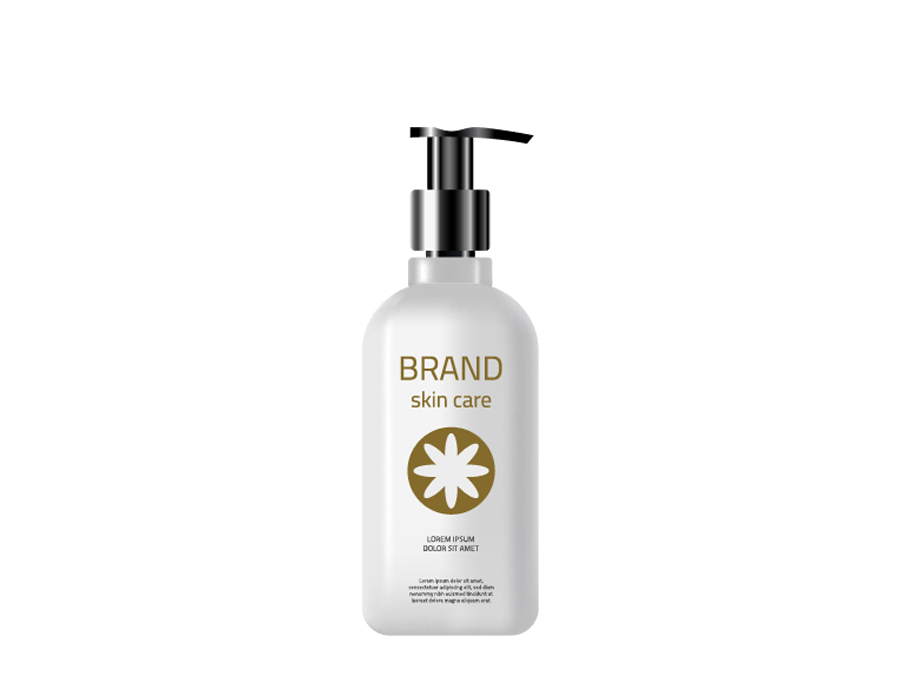 BRAND
skin care
LOREM IPSUM
DOLOR SIT AMET
Lorem ipsum dolor sit amet,
consectetuer adipiscing elit, sed diam
nonummy nibh euismod tincidunt ut
laoreet dolore magna aliquam erat.